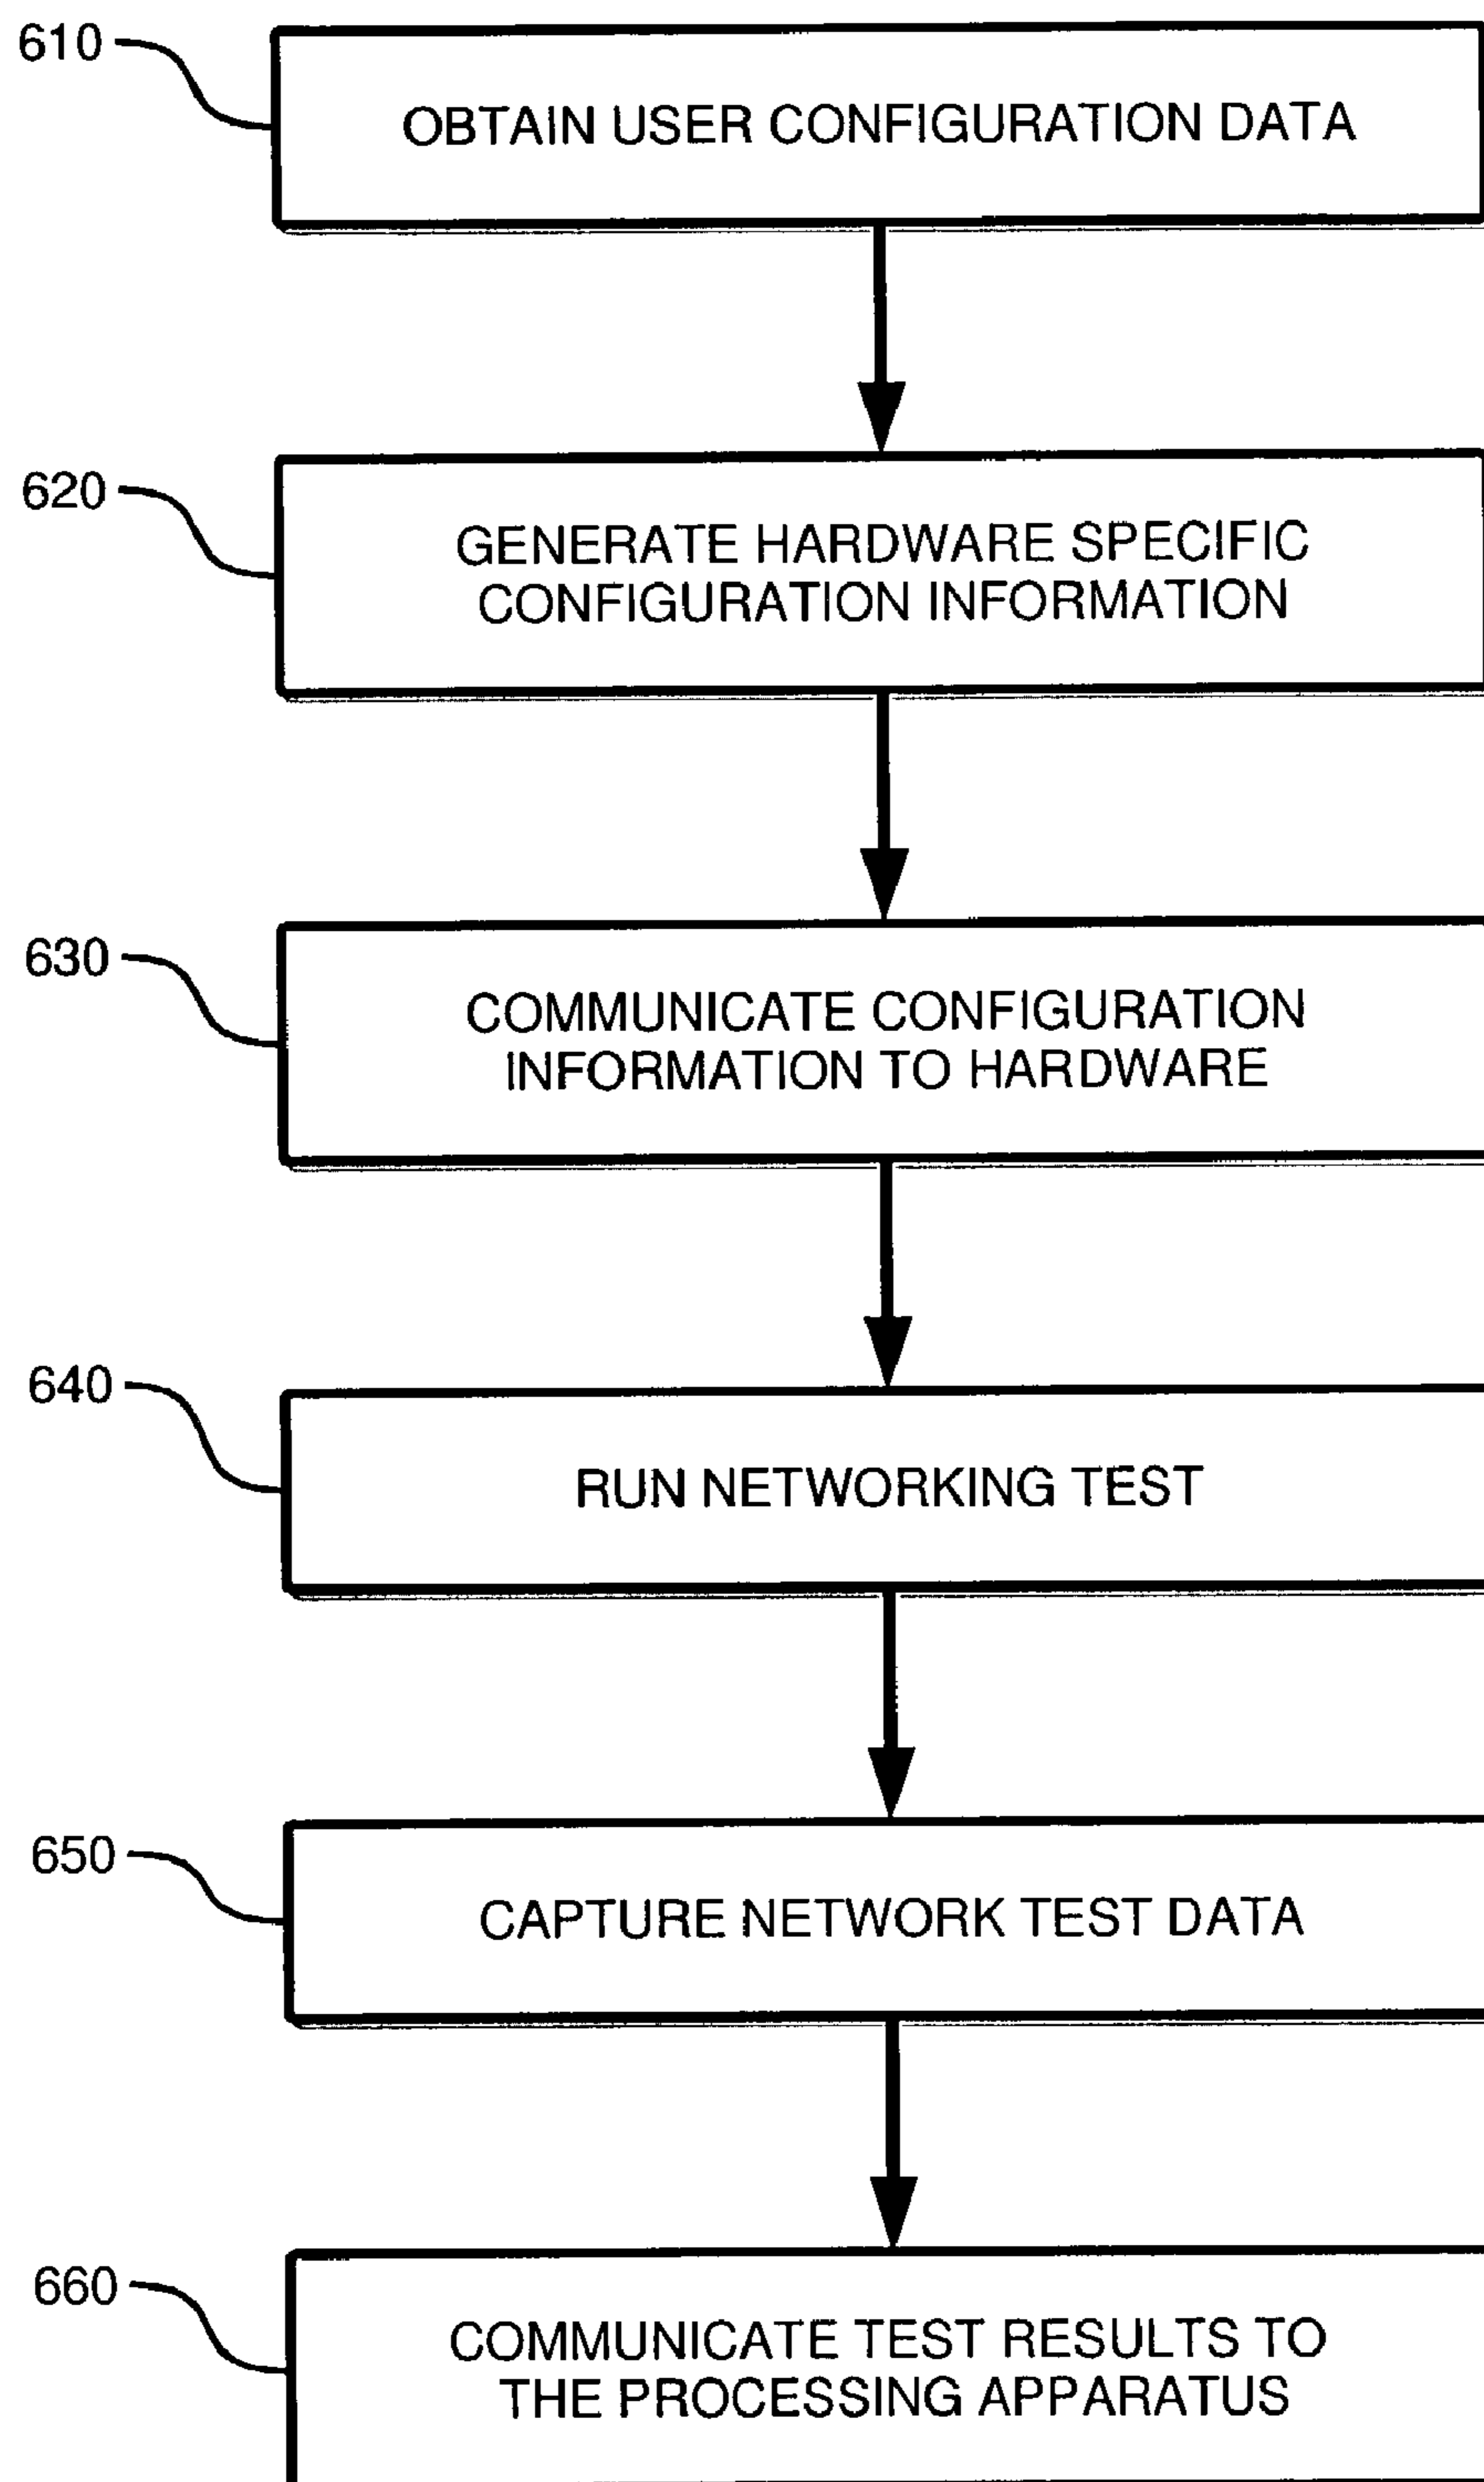 610
OBTAIN USER CONFIGURATION DATA
620
GENERATE HARDWARE SPECIFIC
CONFIGURATION INFORMATION
630
COMMUNICATE CONFIGURATION
INFORMATION TO HARDWARE
640
RUN NETWORKING TEST
650
CAPTURE NETWORK TEST DATA
660
COMMUNICATE TEST RESULTS TO
THE PROCESSING APPARATUS